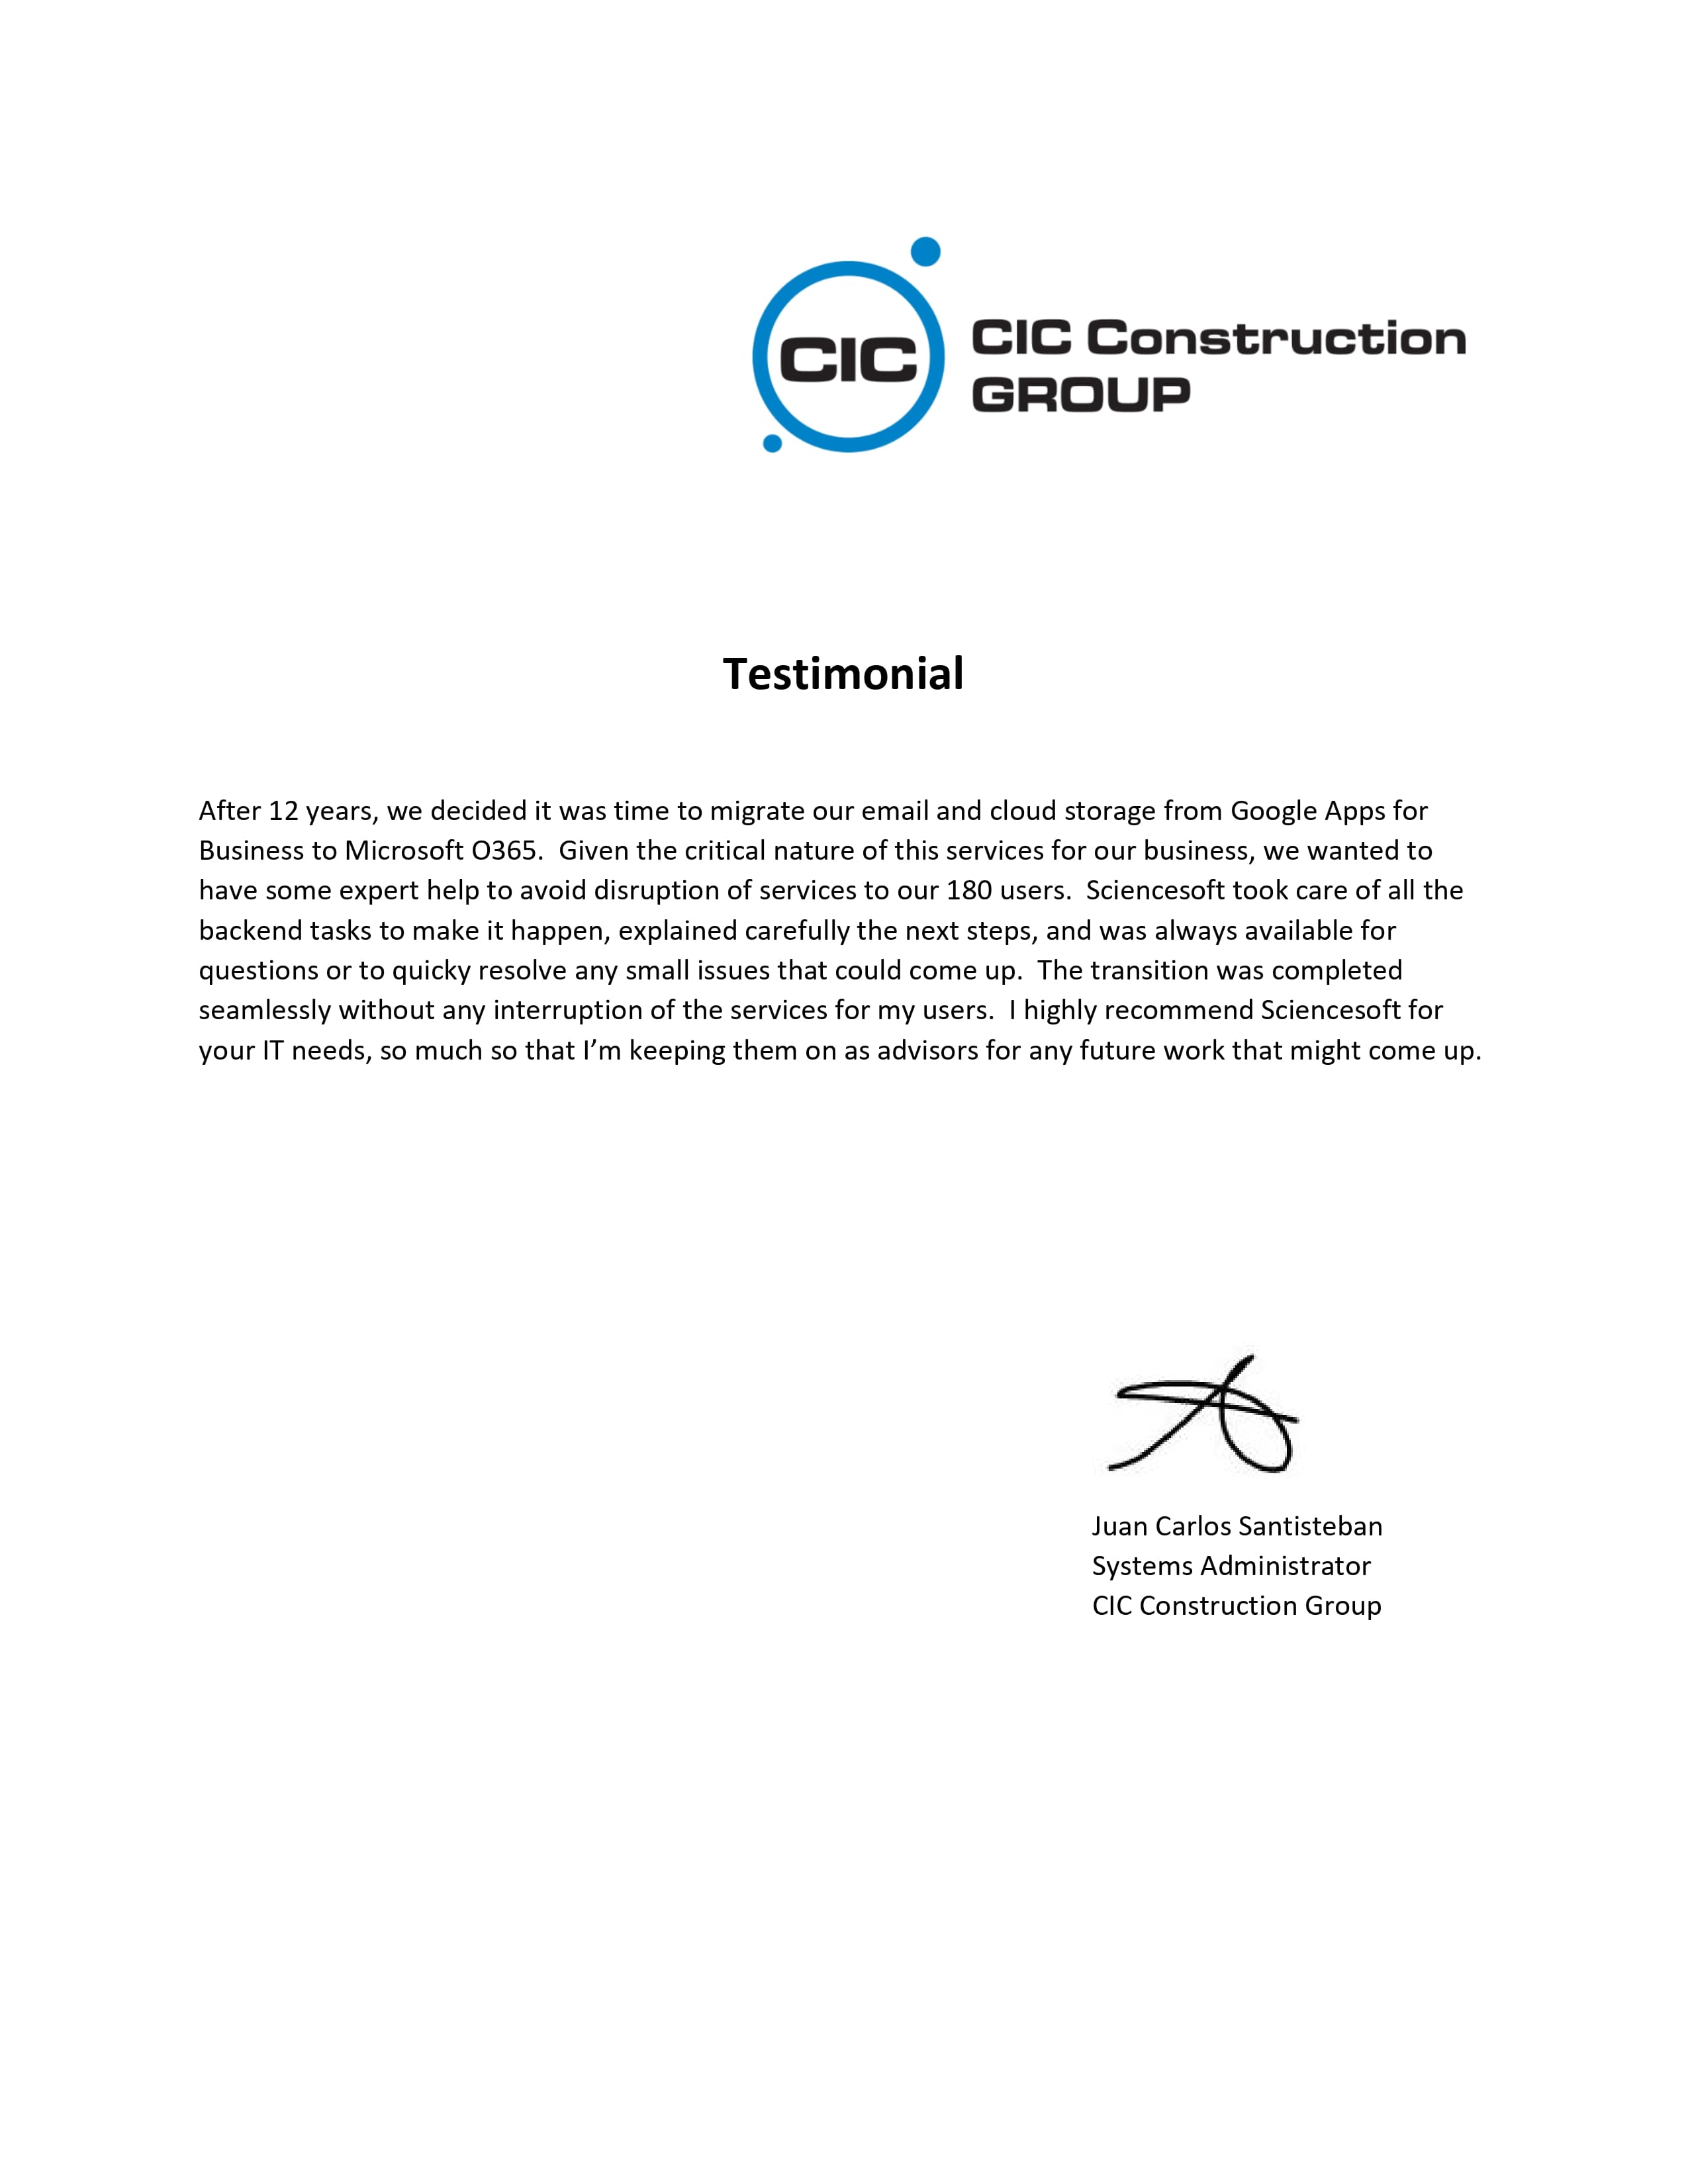 CIC
CIC Construction
GROUP
Testimonial
After 12 years, we decided it was time to migrate our email and cloud storage from Google Apps for
Business to Microsoft O365.  Given the critical nature of this services for our business, we wanted to
have some expert help to avoid disruption of services to our 180 users.  Sciencesoft took care of all the
backend tasks to make it happen, explained carefully the next steps, and was always available for
questions or to quicky resolve any small issues that could come up.  The transition was completed
seamlessly without any interruption of the services for my users.  I highly recommend Sciencesoft for
your IT needs, so much so that I’m keeping them on as advisors for any future work that might come up.
Juan Carlos Santisteban
Systems Administrator
CIC Construction Group